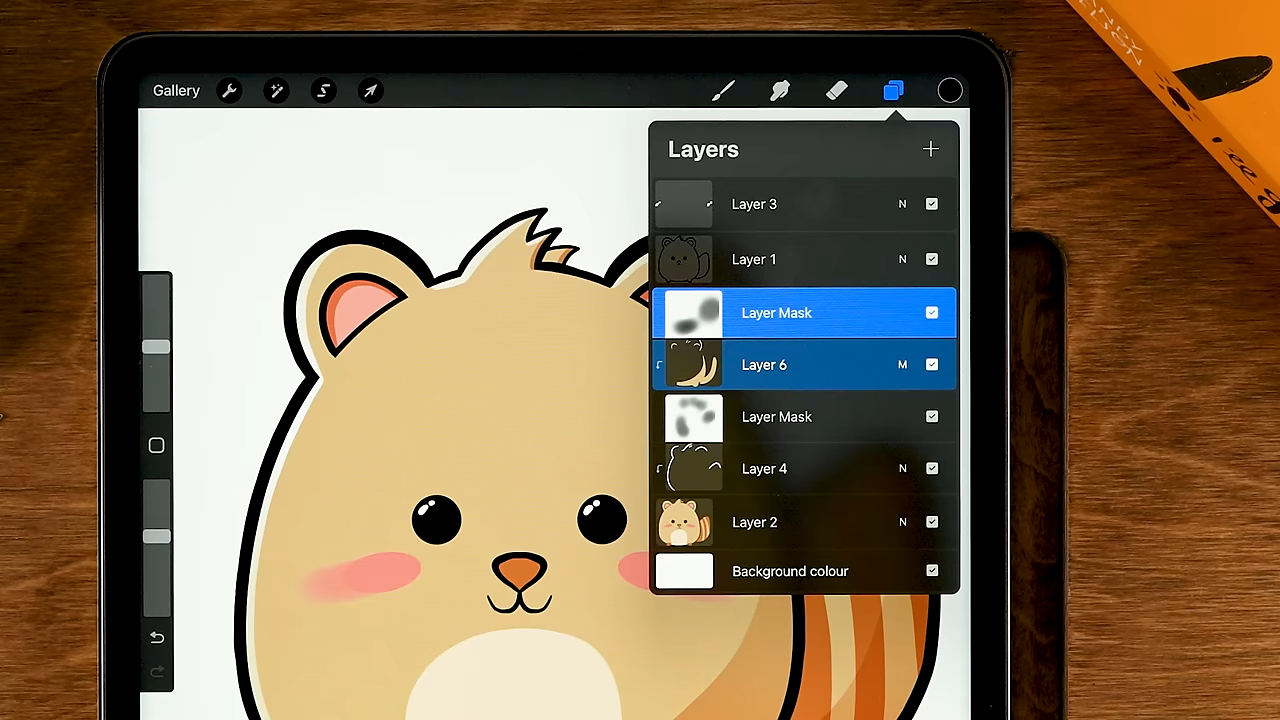 Gallery
Layers
Layer 3 N
Layer 1 N
Layer Mask
Layer 6 M
Layer Mask
Layer 4 N
Layer 2 N
Background colour